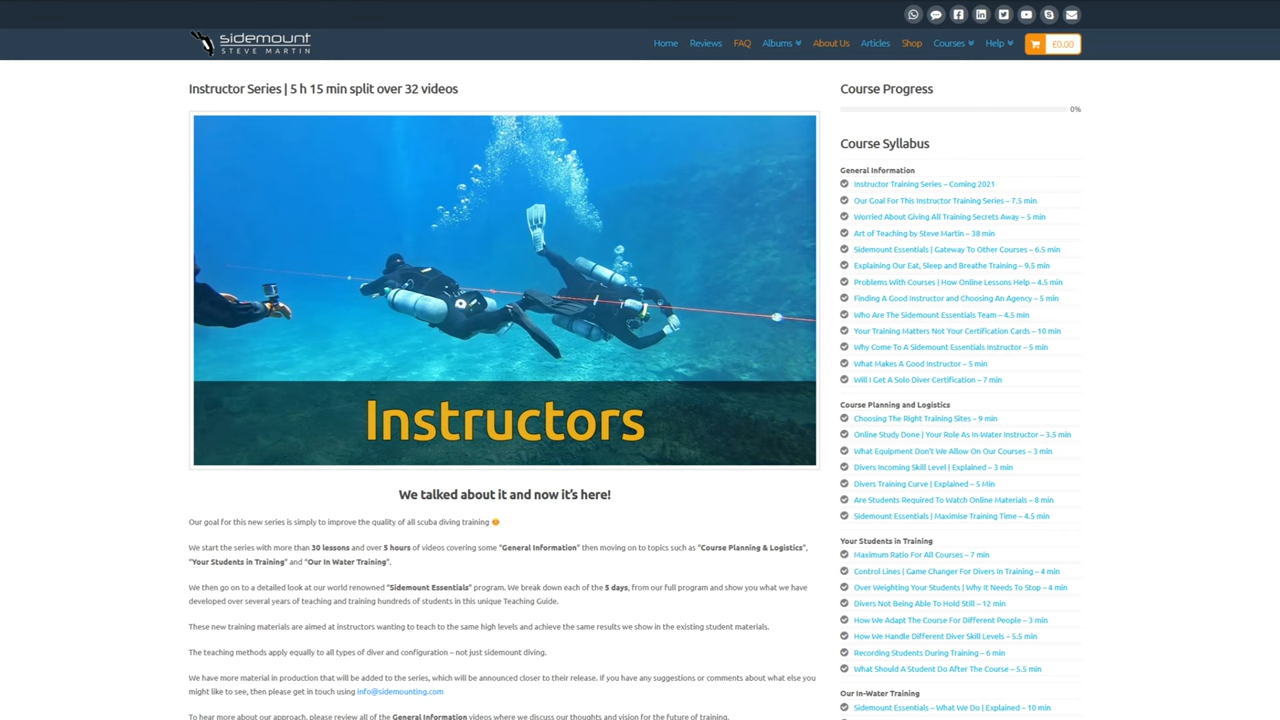 sidemount
STEVE MARTIN
Home Reviews FAQ Albums About Us Articles Shop Courses Help £0.00
Instructor Series | 5 h 15 min split over 32 videos
Instructors
We talked about it and now it's here!
Our goal for this new series is simply to improve the quality of all scuba diving training
We start the series with more than 30 lessons and over 5 hours of videos covering some "General Information" then moving on to topics such as "Course Planning & Logistics",
"Your Students in Training" and "Our In Water Training".
We then go on to a detailed look at our world renowned "Sidemount Essentials" program. We break down each of the 5 days, from our full program and show you what we have
developed over several years of teaching and training hundreds of students in this unique Teaching Guide.
These new training materials are aimed at instructors wanting to teach to the same high levels and achieve the same results we show in the existing student materials.
The teaching methods apply equally to all types of diver and configuration – not just sidemount diving.
We have more material in production that will be added to the series, which will be announced closer to their release. If you have any suggestions or comments about what else you
might like to see, then please get in touch using info@sidemounting.com
To hear more about our approach, please review all of the General Information videos where we discuss our thoughts and vision for the future of training.
Course Progress
0%
Course Syllabus
General Information
Instructor Training Series – Coming 2021
Our Goal For This Instructor Training Series – 7.5 min
Worried About Giving All Training Secrets Away – 5 min
Art of Teaching by Steve Martin – 38 min
Sidemount Essentials | Gateway To Other Courses – 6.5 min
Explaining Our Eat, Sleep and Breathe Training – 9.5 min
Problems With Courses | How Online Lessons Help – 4.5 min
Finding A Good Instructor and Choosing An Agency – 5 min
Who Are The Sidemount Essentials Team – 4.5 min
Your Training Matters Not Your Certification Cards – 10 min
Why Come To A Sidemount Essentials Instructor – 5 min
What Makes A Good Instructor – 5 min
Will I Get A Solo Diver Certification – 7 min
Course Planning and Logistics
Choosing The Right Training Sites – 9 min
Online Study Done | Your Role As In-Water Instructor – 3.5 min
What Equipment Don't We Allow On Our Courses – 3 min
Divers Incoming Skill Level | Explained – 3 min
Divers Training Curve | Explained – 5 Min
Are Students Required To Watch Online Materials – 8 min
Sidemount Essentials | Maximise Training Time – 4.5 min
Your Students in Training
Maximum Ratio For All Courses – 7 min
Control Lines | Game Changer For Divers In Training – 4 min
Over Weighting Your Students | Why It Needs To Stop – 4 min
Divers Not Being Able To Hold Still – 12 min
How We Adapt The Course For Different People – 3 min
How We Handle Different Diver Skill Levels – 5.5 min
Recording Students During Training – 6 min
What Should A Student Do After The Course – 5.5 min
Our In-Water Training
Sidemount Essentials – What We Do | Explained – 10 min